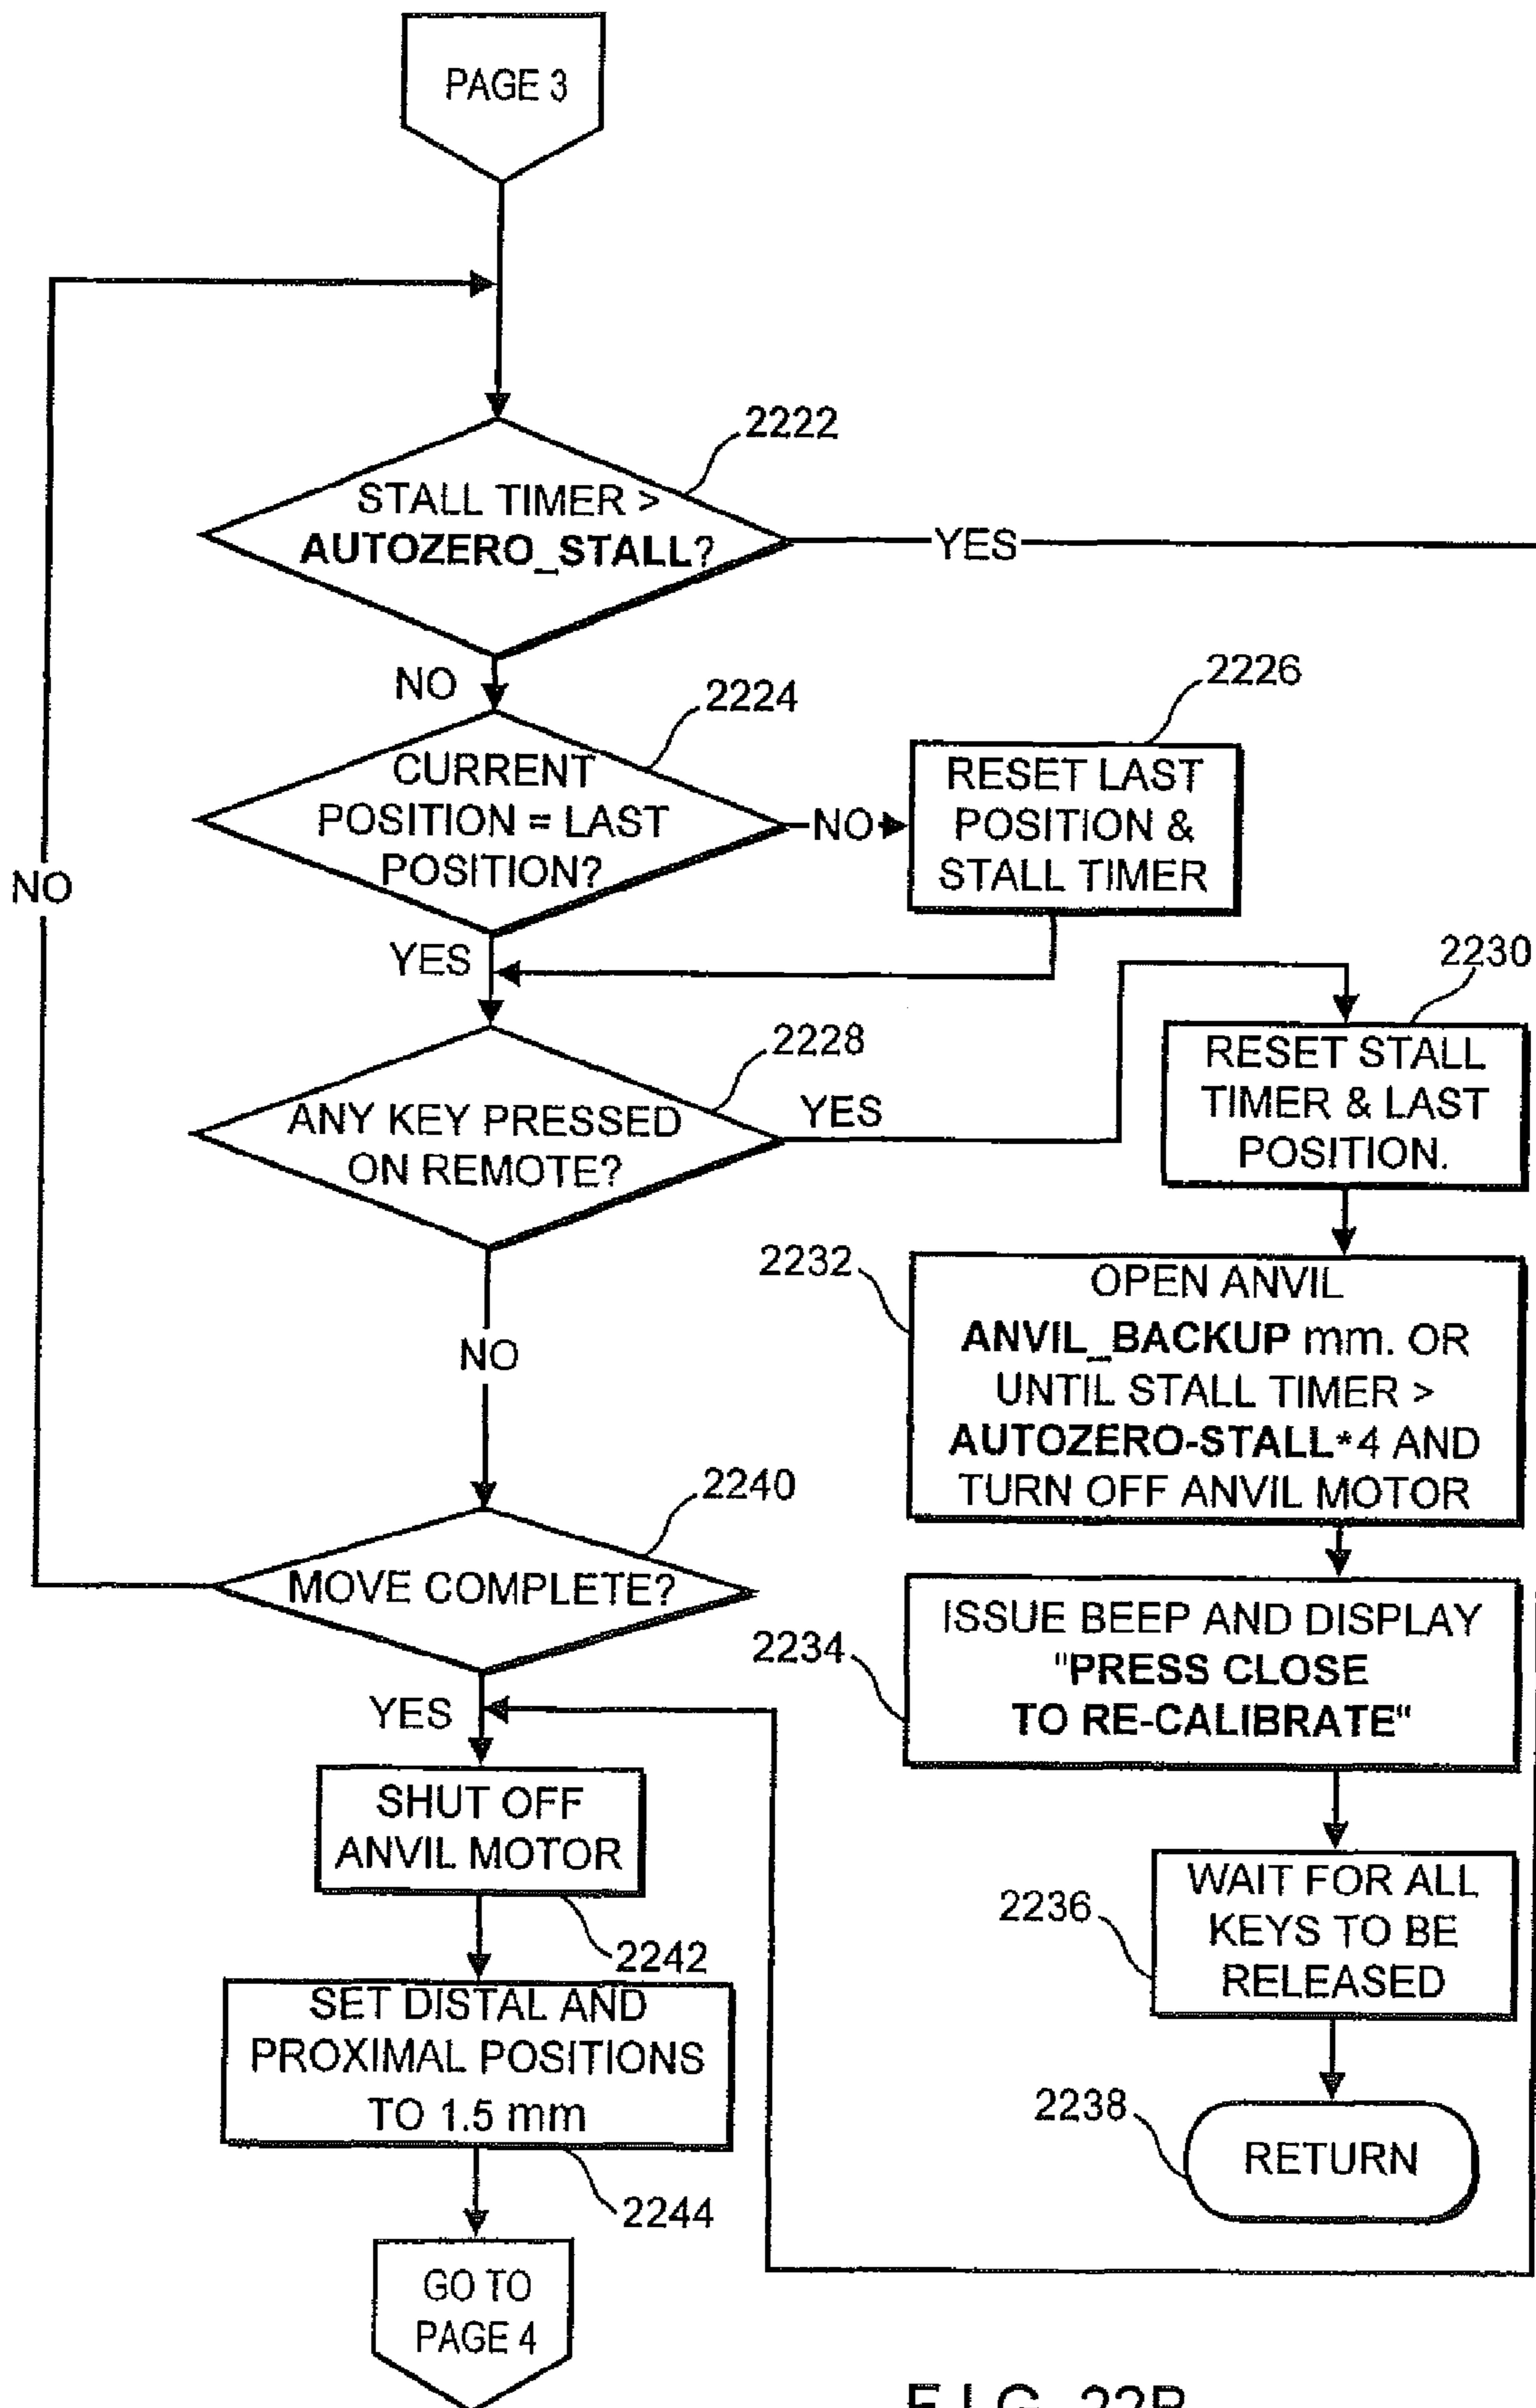 PAGE 3
2222
STALL TIMER >
AUTOZERO_STALL?
YES
NO
2224
CURRENT
POSITION = LAST
POSITION?
NO
2226
RESET LAST
POSITION &
STALL TIMER
NO
YES
2228
ANY KEY PRESSED
ON REMOTE?
YES
2230
RESET STALL
TIMER & LAST
POSITION.
NO
2232
OPEN ANVIL
ANVIL_BACKUP mm. OR
UNTIL STALL TIMER >
AUTOZERO-STALL*4 AND
TURN OFF ANVIL MOTOR
2240
MOVE COMPLETE?
2234
ISSUE BEEP AND DISPLAY
"PRESS CLOSE
TO RE-CALIBRATE"
YES
SHUT OFF
ANVIL MOTOR
2242
2236
WAIT FOR ALL
KEYS TO BE
RELEASED
SET DISTAL AND
PROXIMAL POSITIONS
TO 1.5 mm
2244
2238
RETURN
GO TO
PAGE 4
FIG. 22B